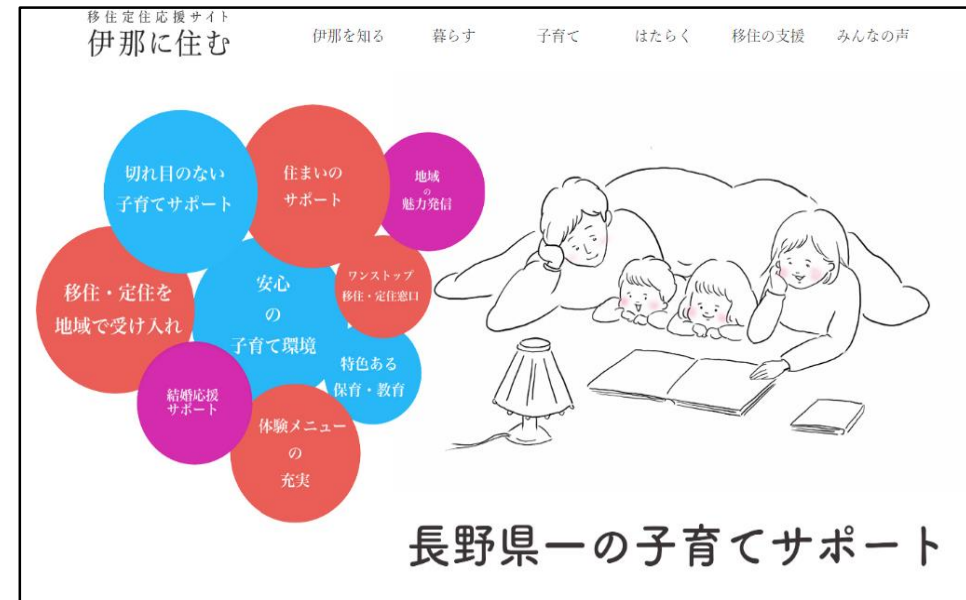 移住定住応援サイト
伊那に住む
伊那を知る 暮らす 子育て はたらく 移住の支援 みんなの声
切れ目のない
子育てサポート
住まいの
サポート
地域
の
魅力発信
移住・定住を
地域で受け入れ
安心
の
子育て環境
ワンストップ
移住・定住窓口
特色ある
保育・教育
結婚応援
サポート
体験メニュー
の
充実
長野県一の子育てサポート